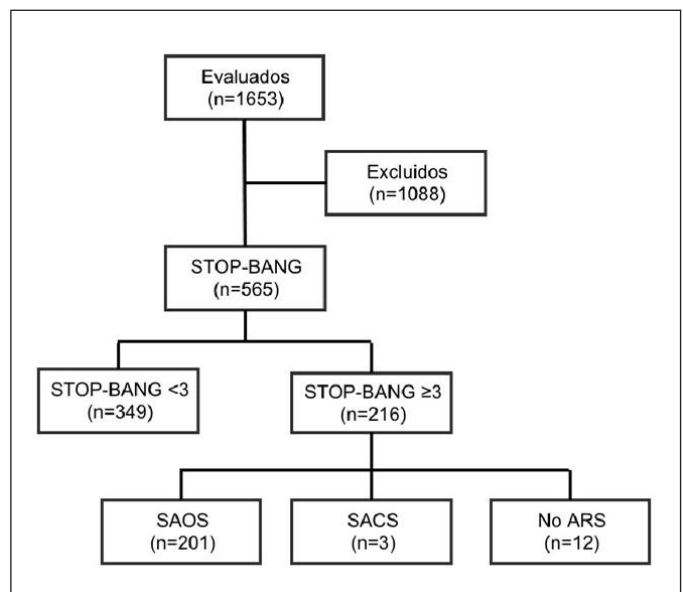 Evaluados
(n=1653)
Excluidos
(n=1088)
STOP-BANG
(n=565)
STOP-BANG <3
(n=349)
STOP-BANG ≥3
(n=216)
SAOS
(n=201)
SACS
(n=3)
No ARS
(n=12)